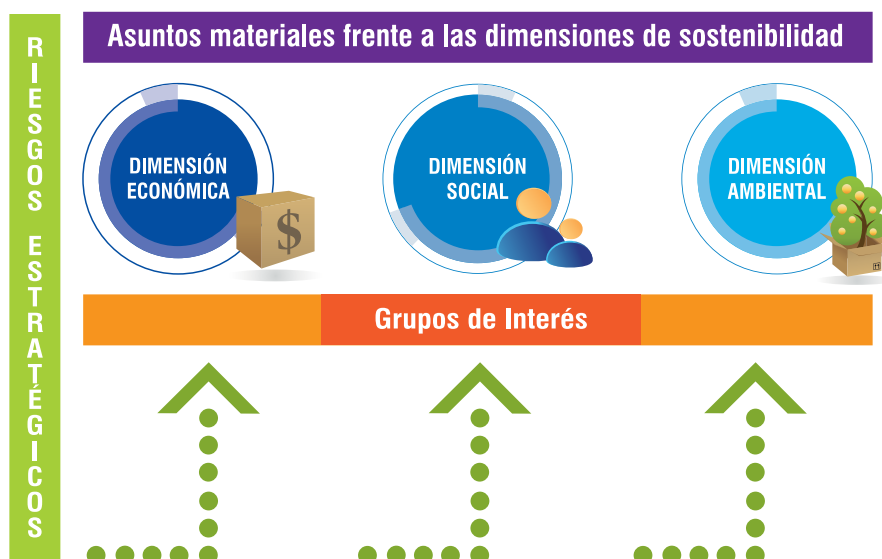 RIESGOS ESTRATÉGICOS
Asuntos materiales frente a las dimensiones de sostenibilidad
DIMENSIÓN
ECONÓMICA
$
DIMENSIÓN
SOCIAL
DIMENSIÓN
AMBIENTAL
Grupos de Interés